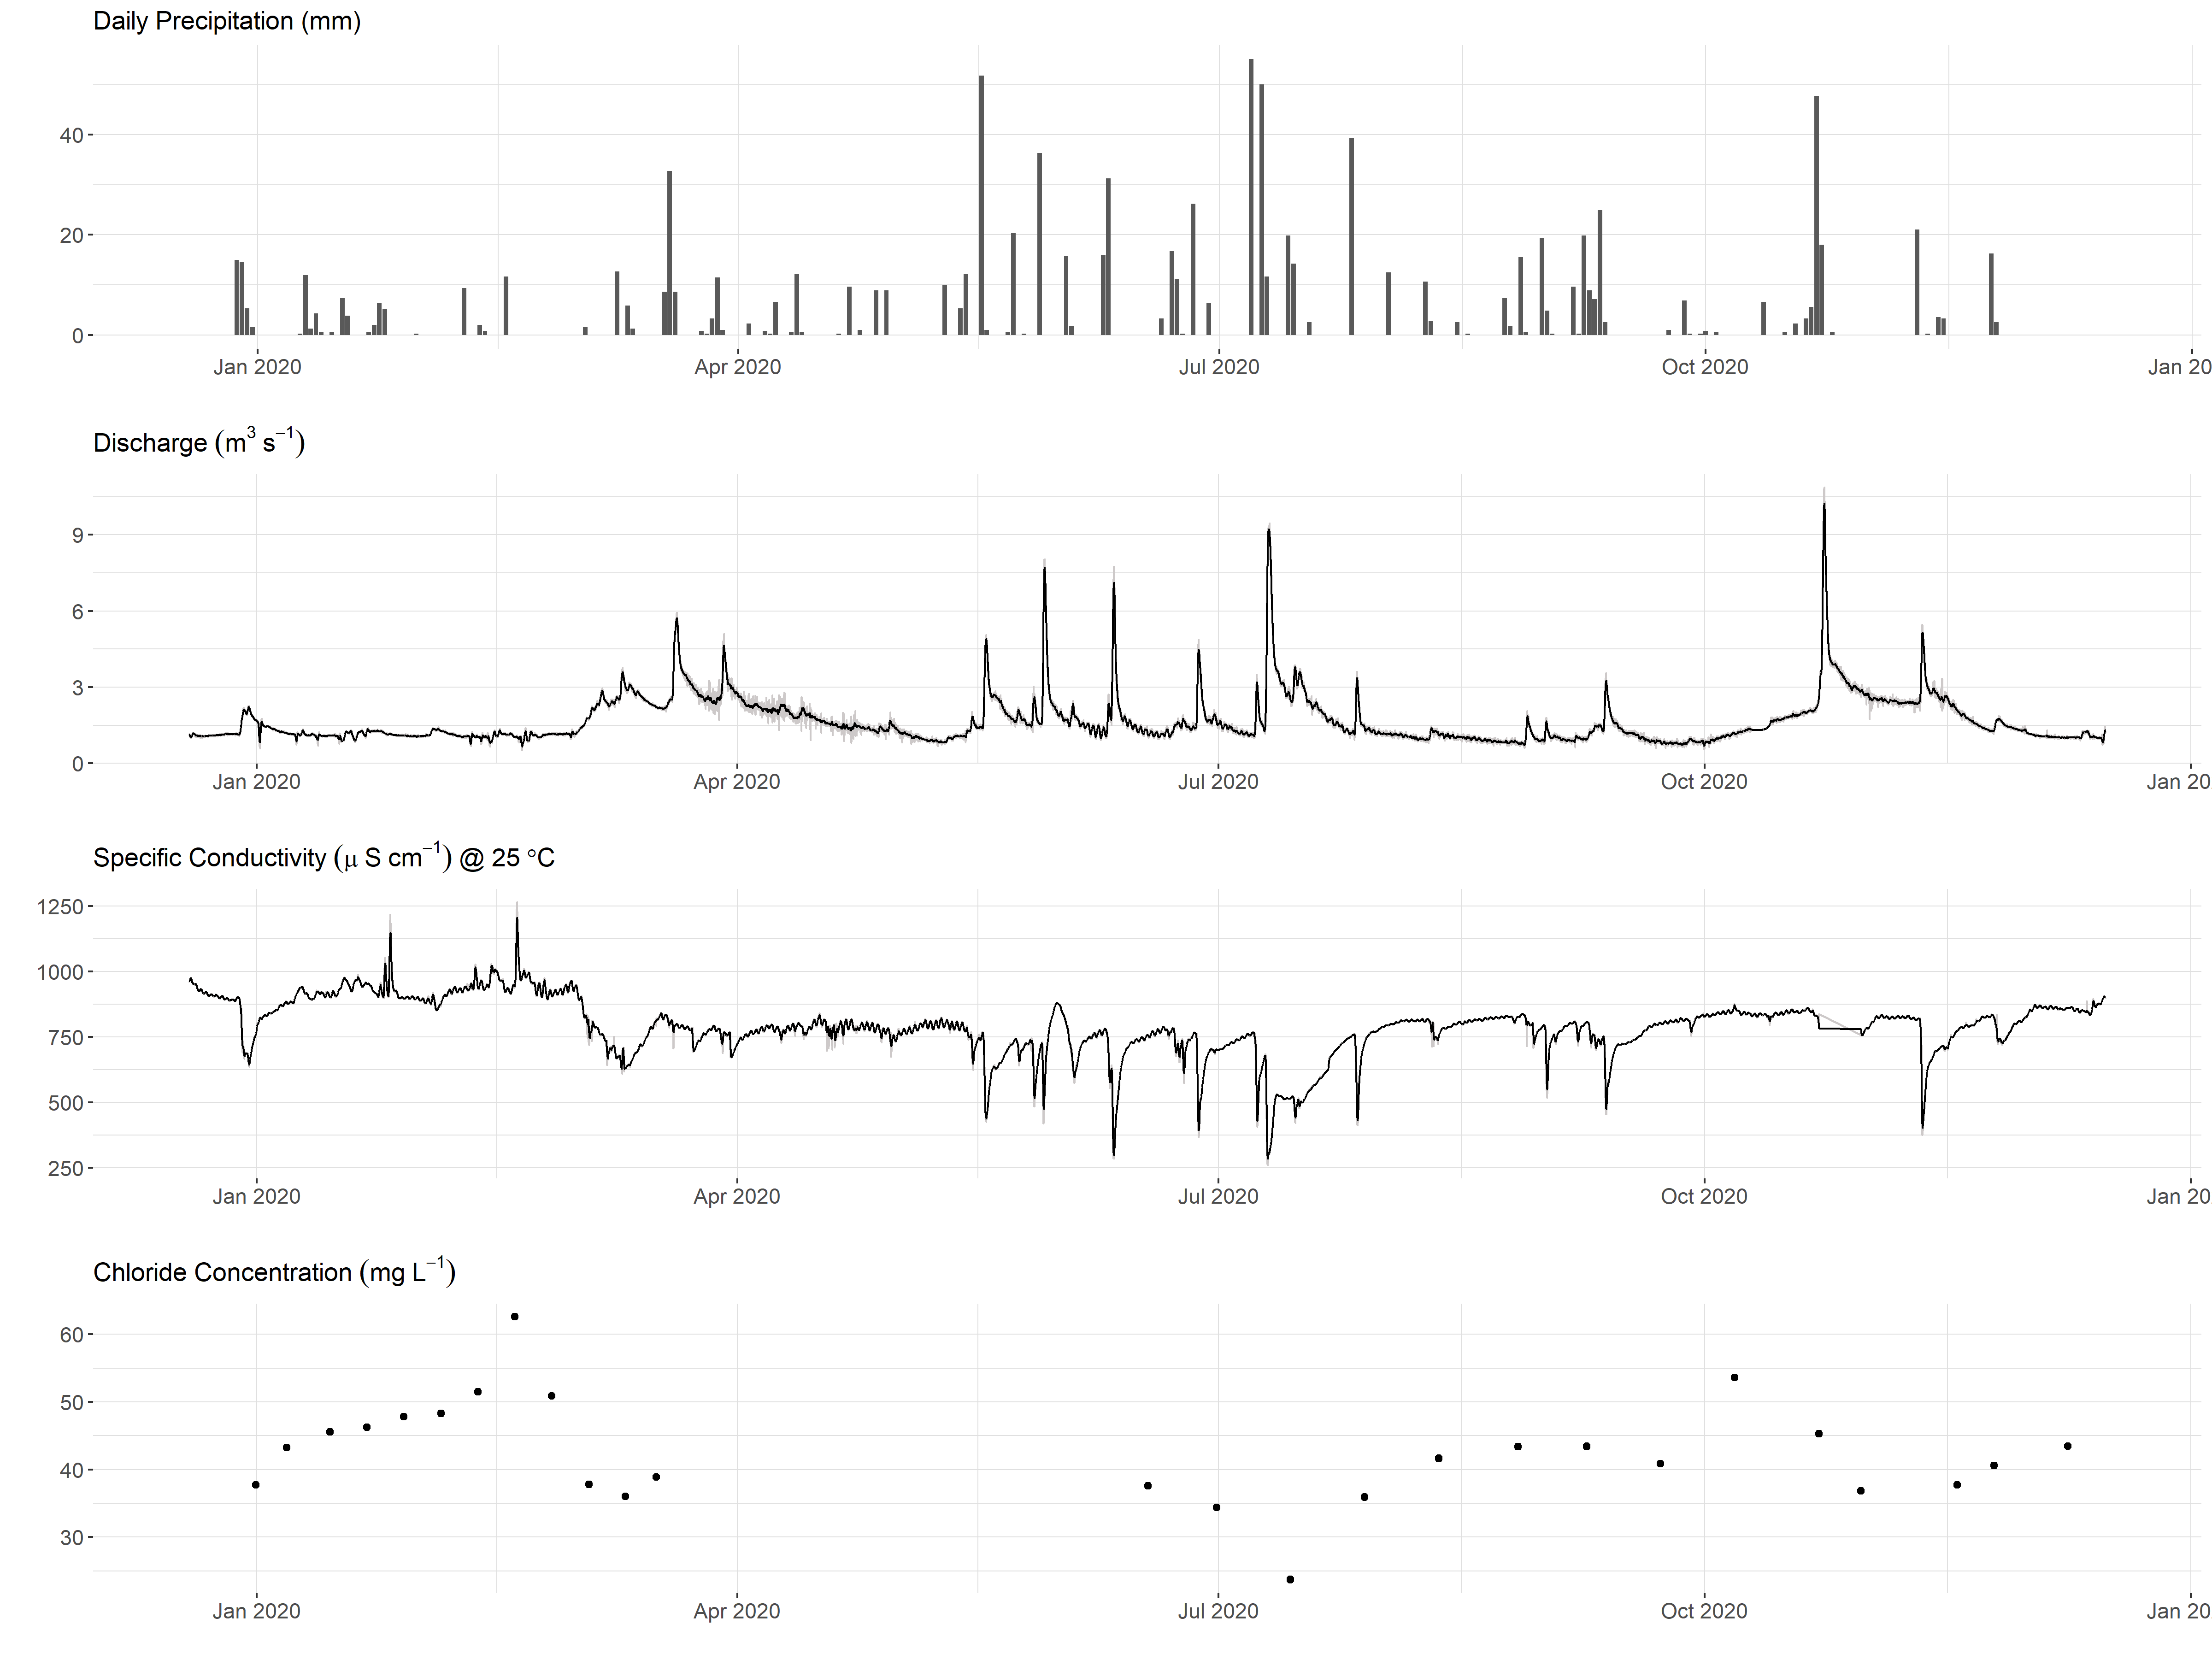 Daily Precipitation (mm)
40
20
0
Jan 2020 Apr 2020 Jul 2020 Oct 2020 Jan 20
Discharge (m³ s⁻¹)
9
6
3
0
Jan 2020 Apr 2020 Jul 2020 Oct 2020 Jan 20
Specific Conductivity (μ S cm⁻¹) @ 25 °C
1250
1000
750
500
250
Jan 2020 Apr 2020 Jul 2020 Oct 2020 Jan 20
Chloride Concentration (mg L⁻¹)
60
50
40
30
Jan 2020 Apr 2020 Jul 2020 Oct 2020 Jan 20